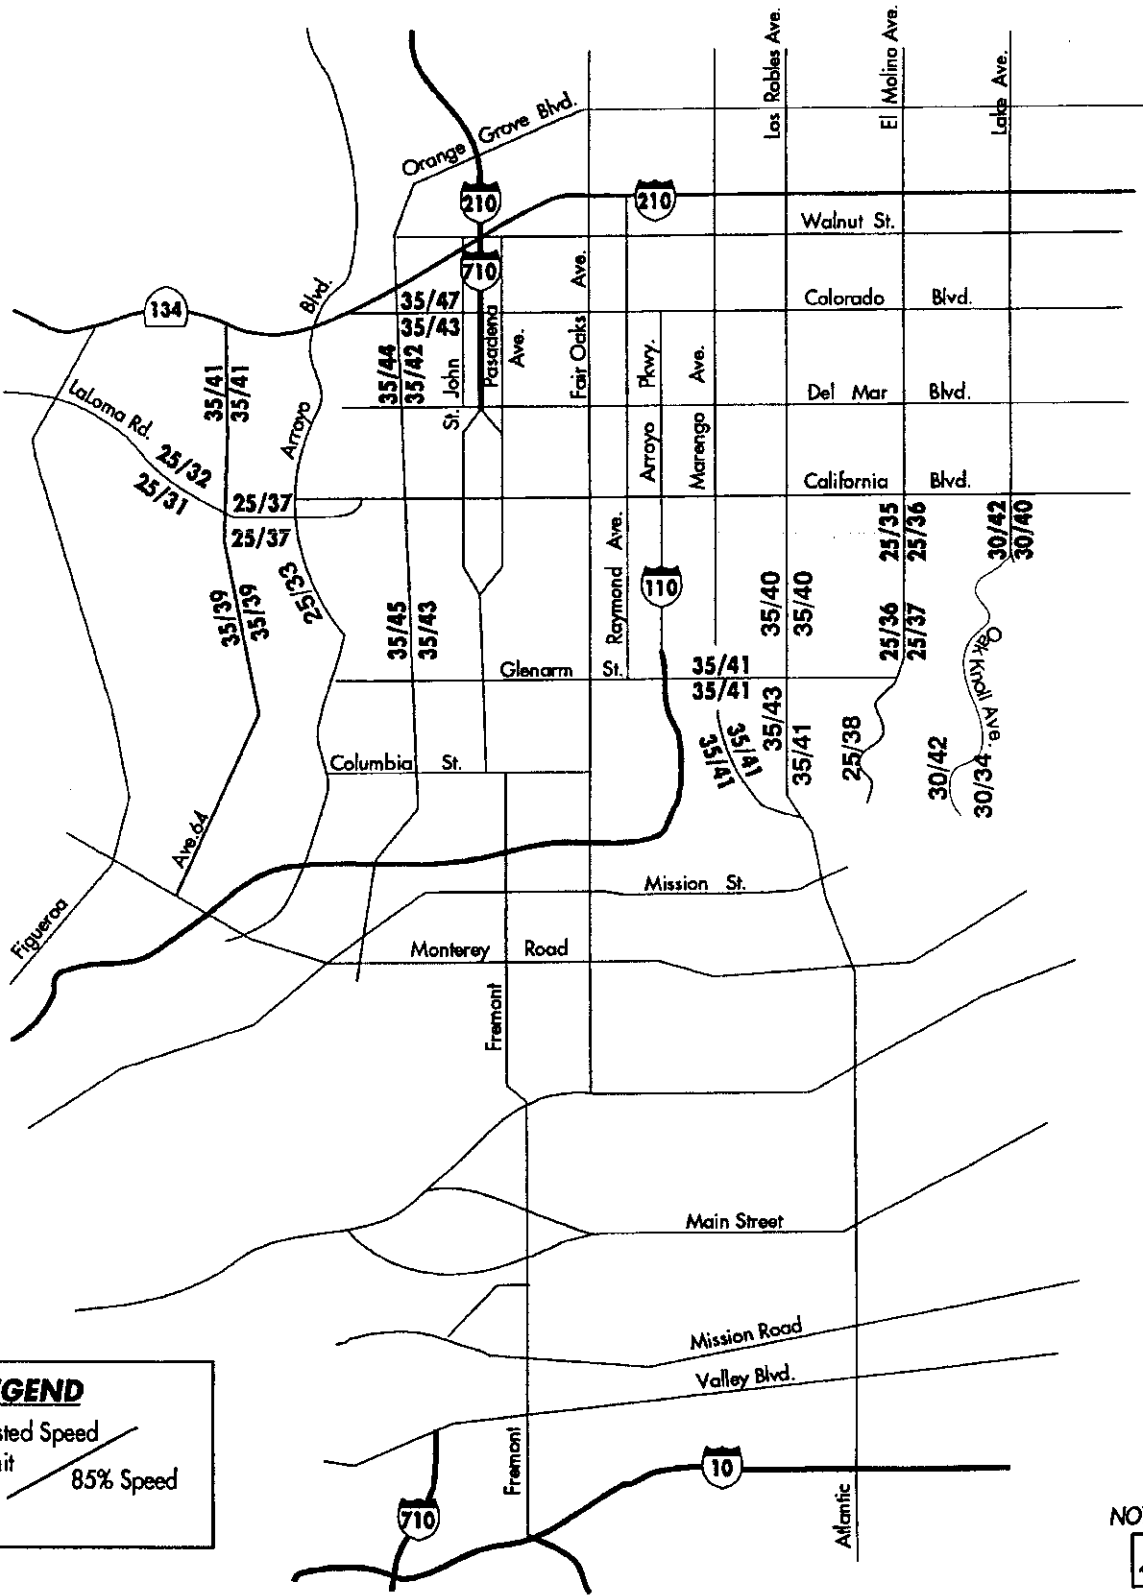 Los Robles Ave.
El Molino Ave.
Lake Ave.
Orange Grove Blvd.
210
210
Walnut St.
710
134
Blvd.
Arroyo
35/47
35/43
Colorado Blvd.
35/44
35/42
St. John
Pasadena
Ave.
Fair Oaks Ave.
Arroyo Pkwy.
Marengo Ave.
35/41
35/41
LaLoma Rd.
Del Mar Blvd.
25/32
25/31
California Blvd.
25/37
25/37
25/33
25/35
25/36
30/42
30/40
Raymond Ave.
110
35/39
35/39
35/45
35/43
35/40
35/40
25/36
25/37
Oak Knoll Ave.
Glenarm St.
35/41
35/41
35/41
35/41
35/43
35/41
25/38
30/42
30/34
Columbia St.
Ave. 64
Figueroa
Mission St.
Monterey Road
Fremont
Main Street
Mission Road
Valley Blvd.
Fremont
10
Atlantic
710
GEND
sted Speed
it
85% Speed
NO